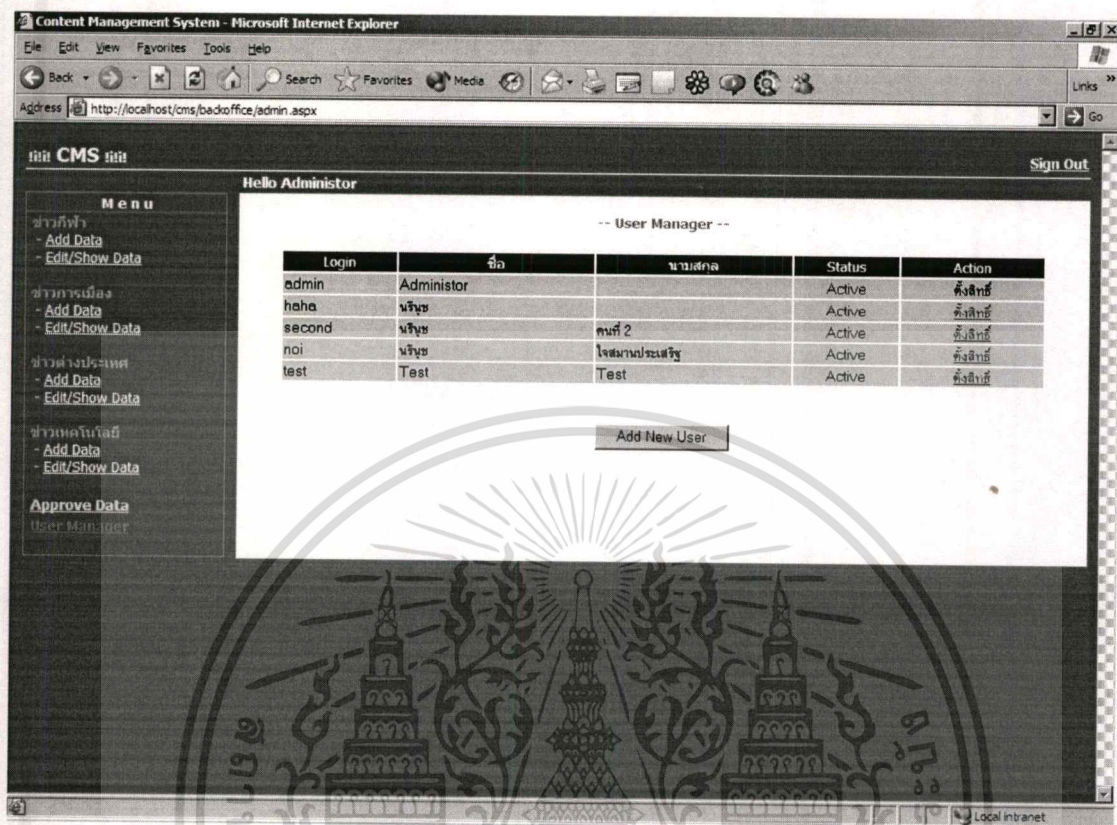 Content Management System - Microsoft Internet Explorer
File Edit View Favorites Tools Help
Back Search Favorites Media Links
Address http://localhost/cms/backoffice/admin.aspx Go
CMS
Sign Out
Hello Administor
Menu
ข่าวกีฬา
- Add Data
- Edit/Show Data
ข่าวการเมือง
- Add Data
- Edit/Show Data
ข่าวต่างประเทศ
- Add Data
- Edit/Show Data
ข่าวเทคโนโลยี
- Add Data
- Edit/Show Data
Approve Data
User Manager
-- User Manager --
Login ชื่อ นามสกุล Status Action
admin Administor Active ตั้งสิทธิ์
haha นรีนุช Active ตั้งสิทธิ์
second นรีนุช คนที่ 2 Active ตั้งสิทธิ์
noi นรีนุช ใจสมานประเสริฐ Active ตั้งสิทธิ์
test Test Test Active ตั้งสิทธิ์
Add New User
Local intranet